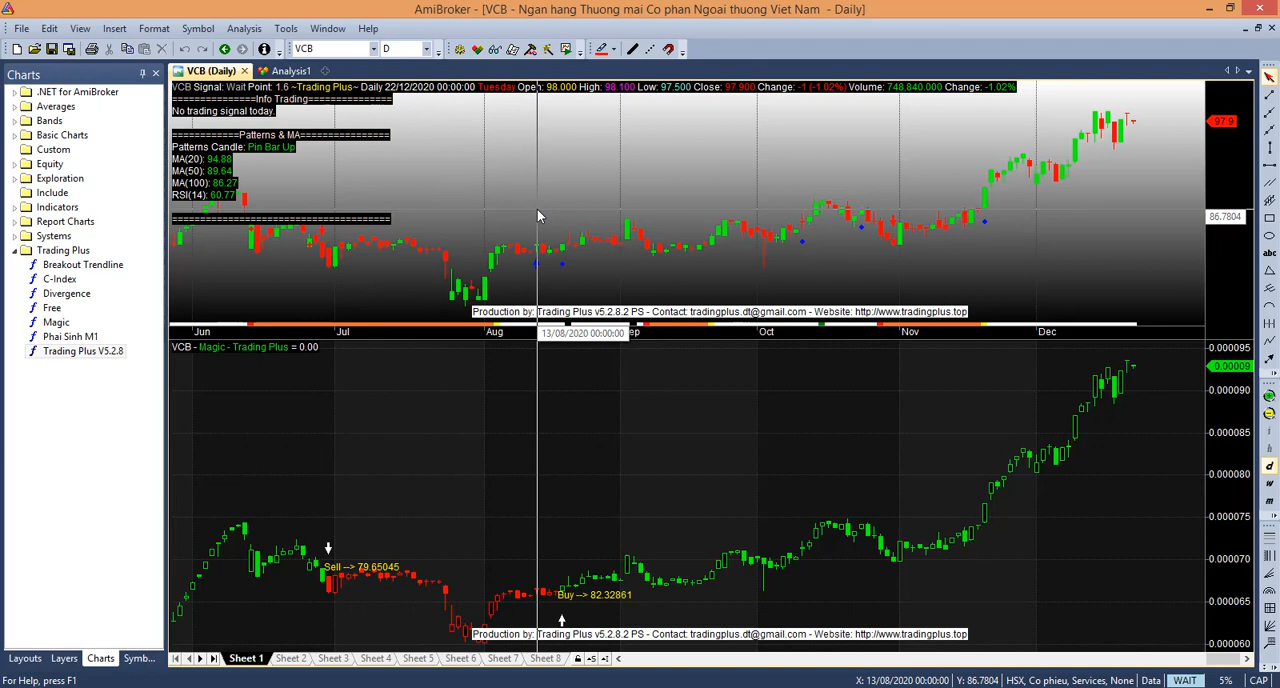 AmiBroker - [VCB - Ngan hang Thuong mai Co phan Ngoai thuong Viet Nam - Daily]
File Edit View Insert Format Symbol Analysis Tools Window Help
VCB D
Charts
.NET for AmiBroker
Averages
Bands
Basic Charts
Custom
Equity
Exploration
Include
Indicators
Report Charts
Systems
Trading Plus
Breakout Trendline
C-Index
Divergence
Free
Magic
Phai Sinh M1
Trading Plus V5.2.8
Layouts Layers Charts Symb...
VCB (Daily) Analysis1
VCB Signal: Wait Point: 1.6 ~Trading Plus~ Daily 22/12/2020 00:00:00 Tuesday Open: 98.000 High: 98.100 Low: 97.500 Close: 97.900 Change: -1 (-1.02%) Volume: 748,840.000 Change: -1.02%
==============Info Trading==============
No trading signal today.
===========Patterns & MA===============
Patterns Candle: Pin Bar Up
MA(20): 94.88
MA(50): 89.64
MA(100): 86.27
RSI(14): 60.77
======================================
97.9
86.7804
Production by: Trading Plus v5.2.8.2 PS - Contact: tradingplus.dt@gmail.com - Website: http://www.tradingplus.top
Jun Jul Aug ep Oct Nov Dec
13/08/2020 00:00:00
VCB - Magic - Trading Plus = 0.00
0.000095
0.00009
0.000090
0.000085
0.000080
0.000075
0.000070
0.000065
0.000060
Sell --> 79.65045
Buy --> 82.32861
Production by: Trading Plus v5.2.8.2 PS - Contact: tradingplus.dt@gmail.com - Website: http://www.tradingplus.top
Sheet 1 Sheet 2 Sheet 3 Sheet 4 Sheet 5 Sheet 6 Sheet 7 Sheet 8
abc
d
w
m
For Help, press F1
X: 13/08/2020 00:00:00 Y: 86.7804 HSX, Co phieu, Services, None Data WAIT 5% CAP